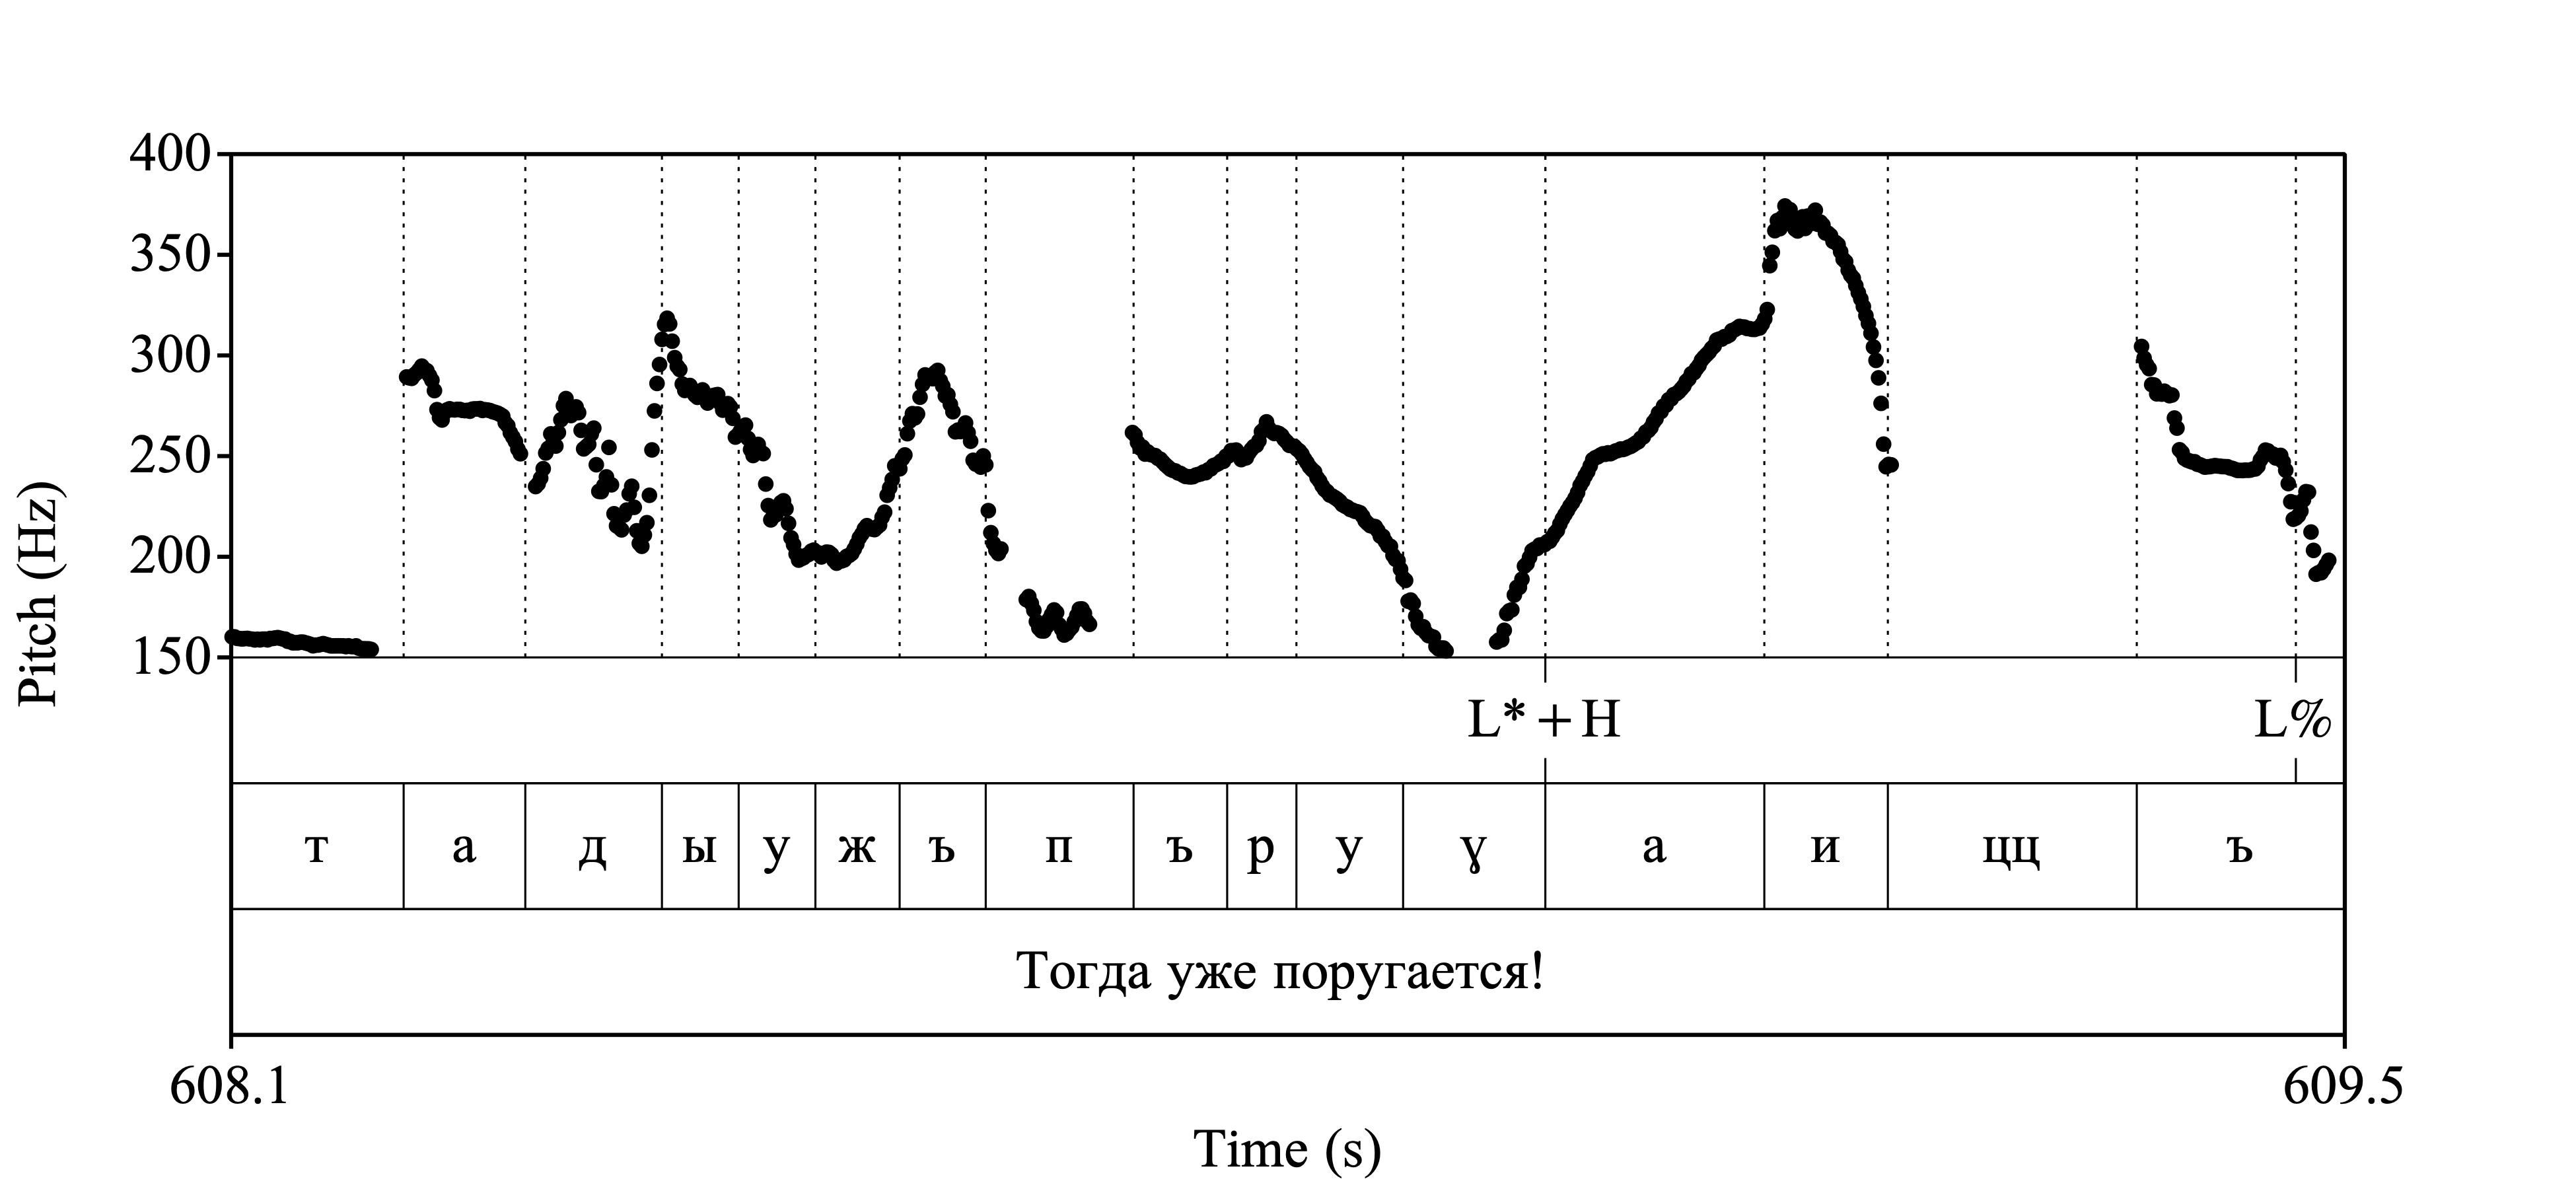 400
350
300
250
200
150
Pitch (Hz)
L*+H L%
т а д ы у ж ъ п ъ р у ɣ а и цц ъ
Тогда уже поругается!
608.1 609.5
Time (s)